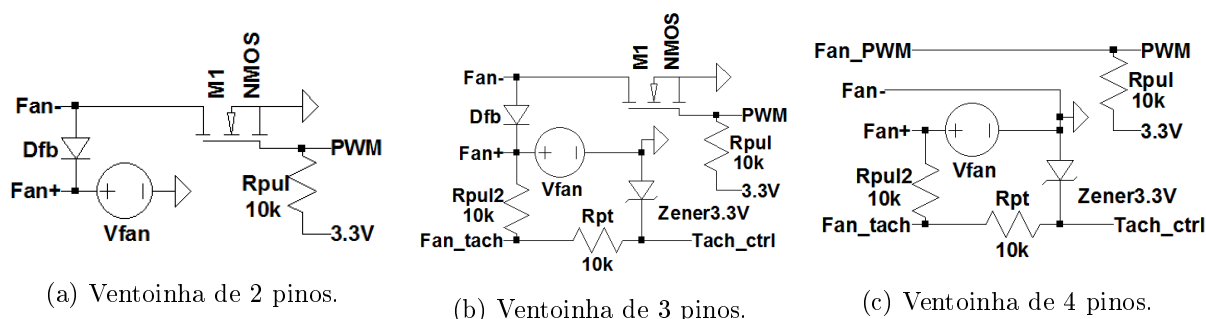 Fan-
M1
NMOS
Dfb
PWM
Fan+
Rpul
10k
Vfan
3.3V
(a) Ventoinha de 2 pinos.
Fan-
M1
NMOS
Dfb
PWM
Fan+
Rpul
10k
Vfan
3.3V
Rpul2
10k
Rpt
Zener3.3V
Fan_tach
Tach_ctrl
10k
(b) Ventoinha de 3 pinos.
Fan_PWM
PWM
Fan-
Rpul
10k
Fan+
3.3V
Vfan
Rpul2
10k
Rpt
Zener3.3V
Fan_tach
Tach_ctrl
10k
(c) Ventoinha de 4 pinos.